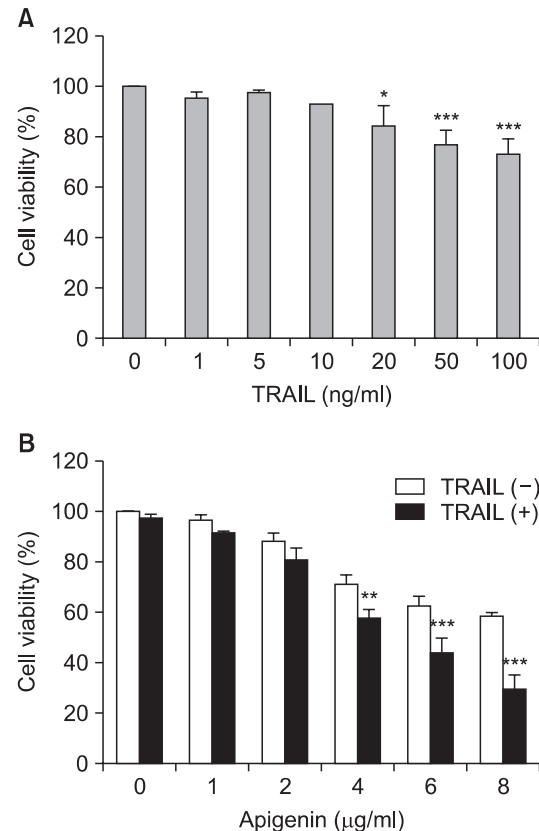 A
120
100
80
60
40
20
0
Cell viability (%)
* *** ***
0 1 5 10 20 50 100
TRAIL (ng/ml)
B
120
100
80
60
40
20
0
Cell viability (%)
TRAIL (−)
TRAIL (+)
** *** ***
0 1 2 4 6 8
Apigenin (μg/ml)